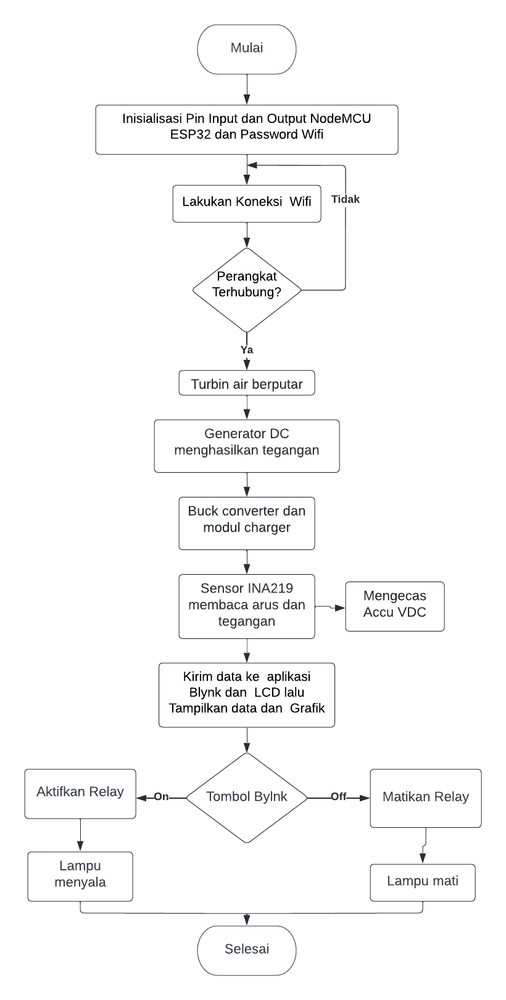 Mulai
Inisialisasi Pin Input dan Output NodeMCU
ESP32 dan Password Wifi
Lakukan Koneksi  Wifi
Tidak
Perangkat
Terhubung?
Ya
Turbin air berputar
Generator DC
menghasilkan tegangan
Buck converter dan
modul charger
Sensor INA219
membaca arus dan
tegangan
Mengecas
Accu VDC
Kirim data ke  aplikasi
Blynk dan  LCD lalu
Tampilkan data dan  Grafik
Aktifkan Relay
On
Tombol Bylnk
Off
Matikan Relay
Lampu
menyala
Lampu mati
Selesai